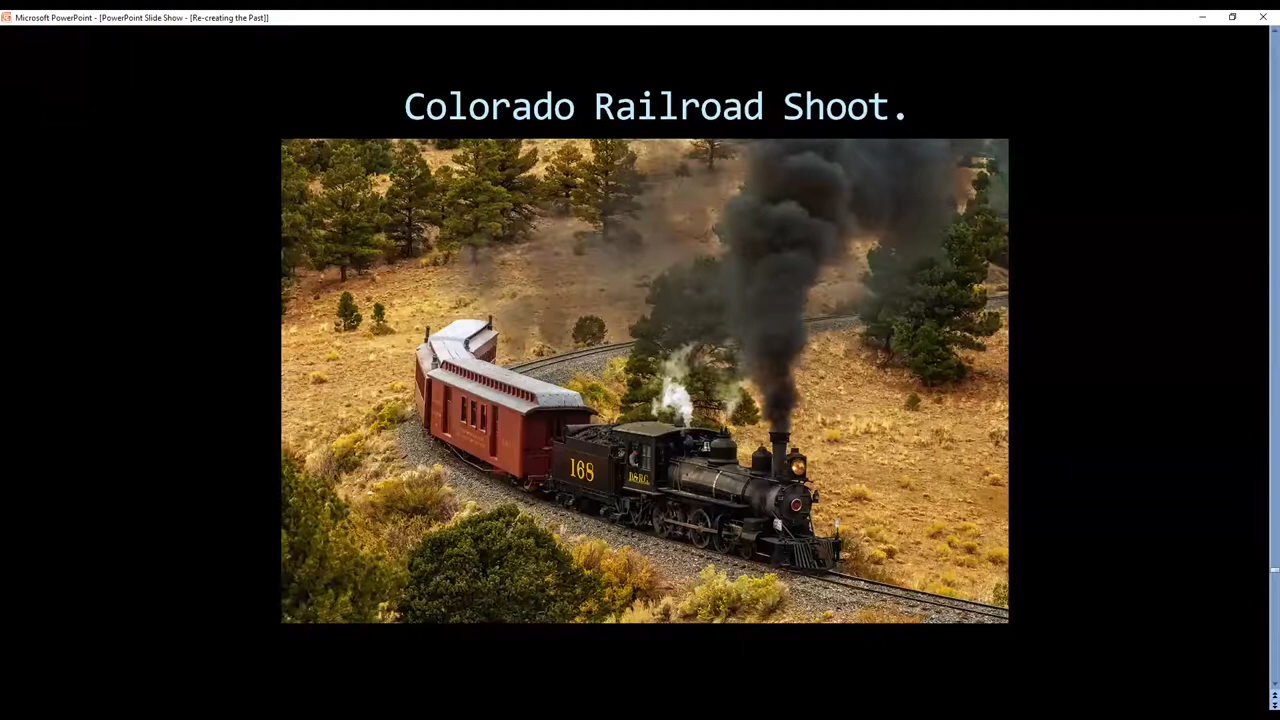 Microsoft PowerPoint - [PowerPoint Slide Show - [Re-creating the Past]]
Colorado Railroad Shoot.
168
D.&R.G.